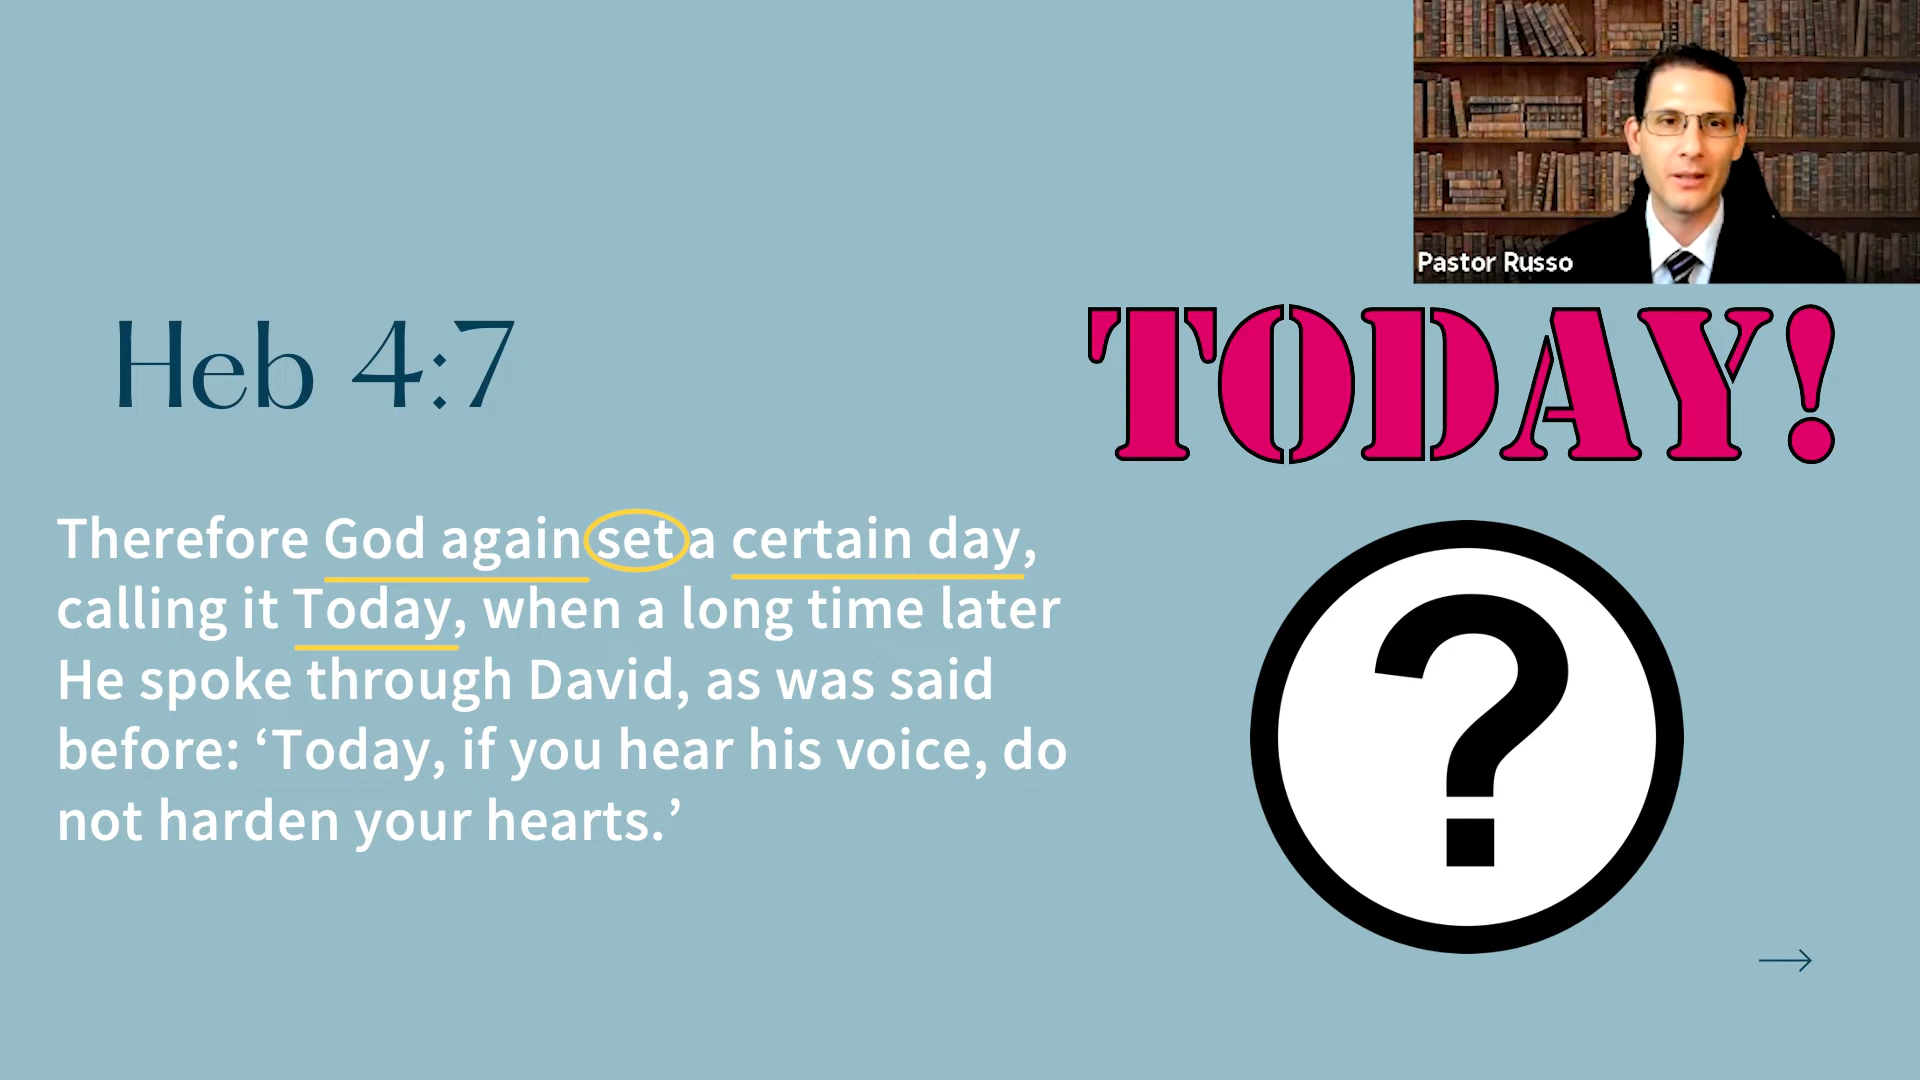 Pastor Russo
Heb 4:7
TODAY!
Therefore God again set a certain day,
calling it Today, when a long time later
He spoke through David, as was said
before: ‘Today, if you hear his voice, do
not harden your hearts.’
?